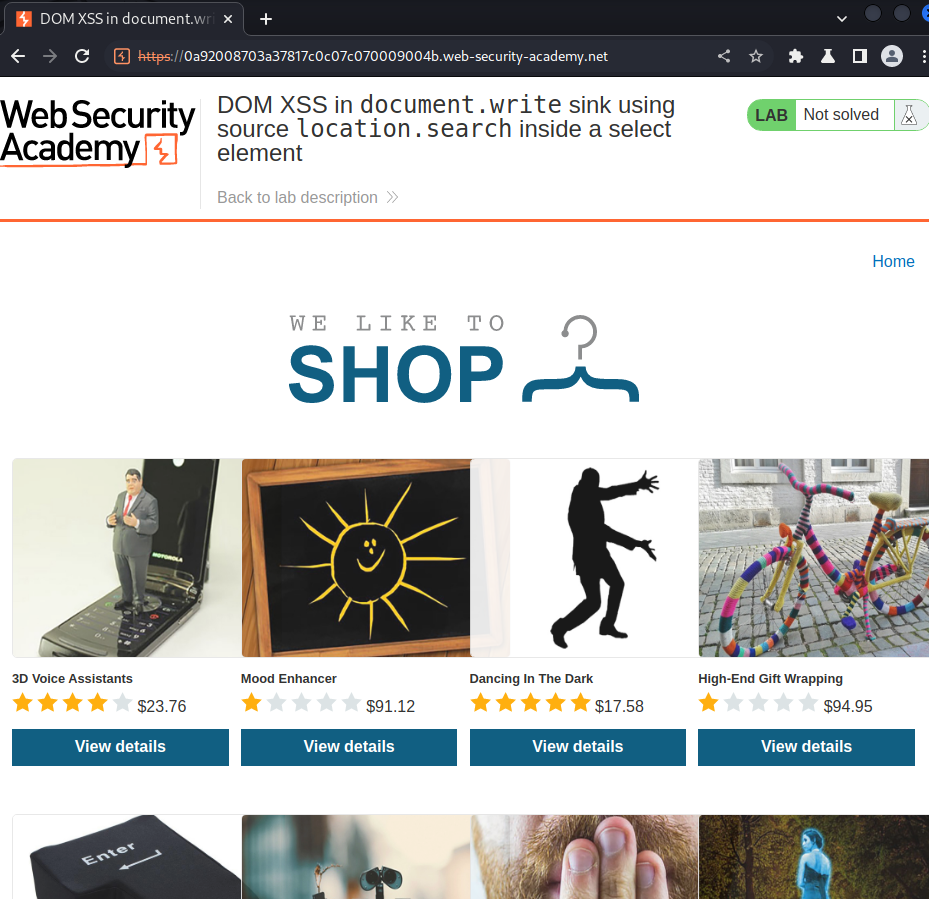 DOM XSS in document.wri
https://0a92008703a37817c0c07c070009004b.web-security-academy.net
Web Security
Academy
DOM XSS in document.write sink using
source location.search inside a select
element
LAB Not solved
Back to lab description
Home
WE LIKE TO
SHOP
MOTOROLA
3D Voice Assistants
Mood Enhancer
Dancing In The Dark
High-End Gift Wrapping
$23.76
$91.12
$17.58
$94.95
View details
View details
View details
View details
Enter